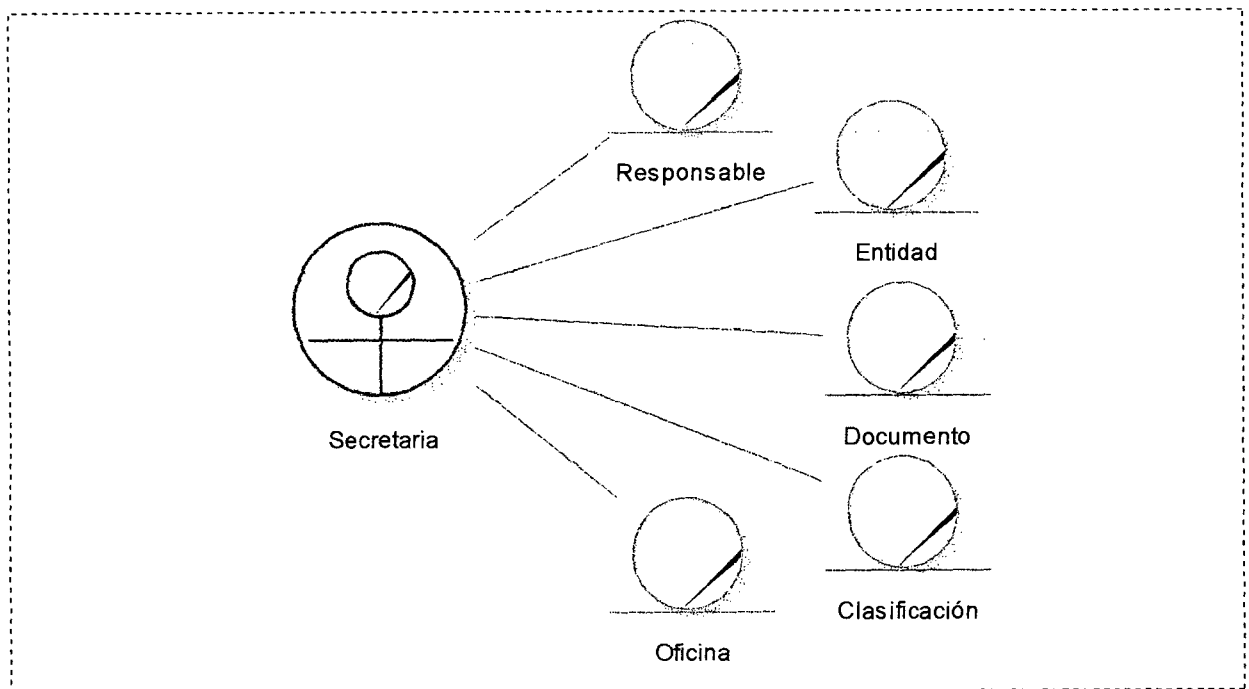 Responsable
Entidad
Secretaria
Documento
Clasificación
Oficina